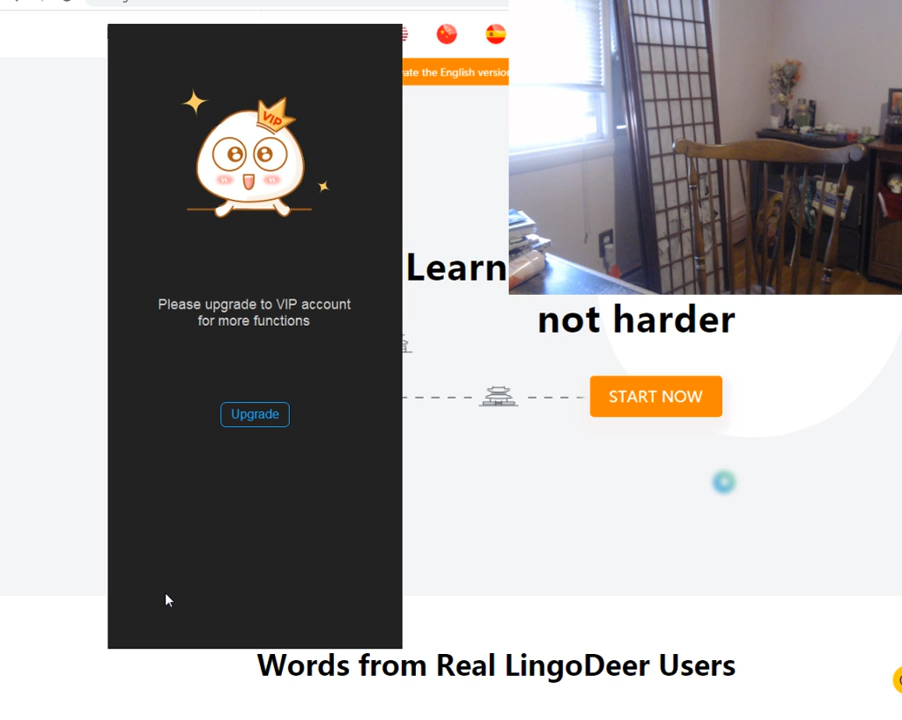 ate the English version
VIP
Learn
not harder
Please upgrade to VIP account
for more functions
START NOW
Upgrade
Words from Real LingoDeer Users